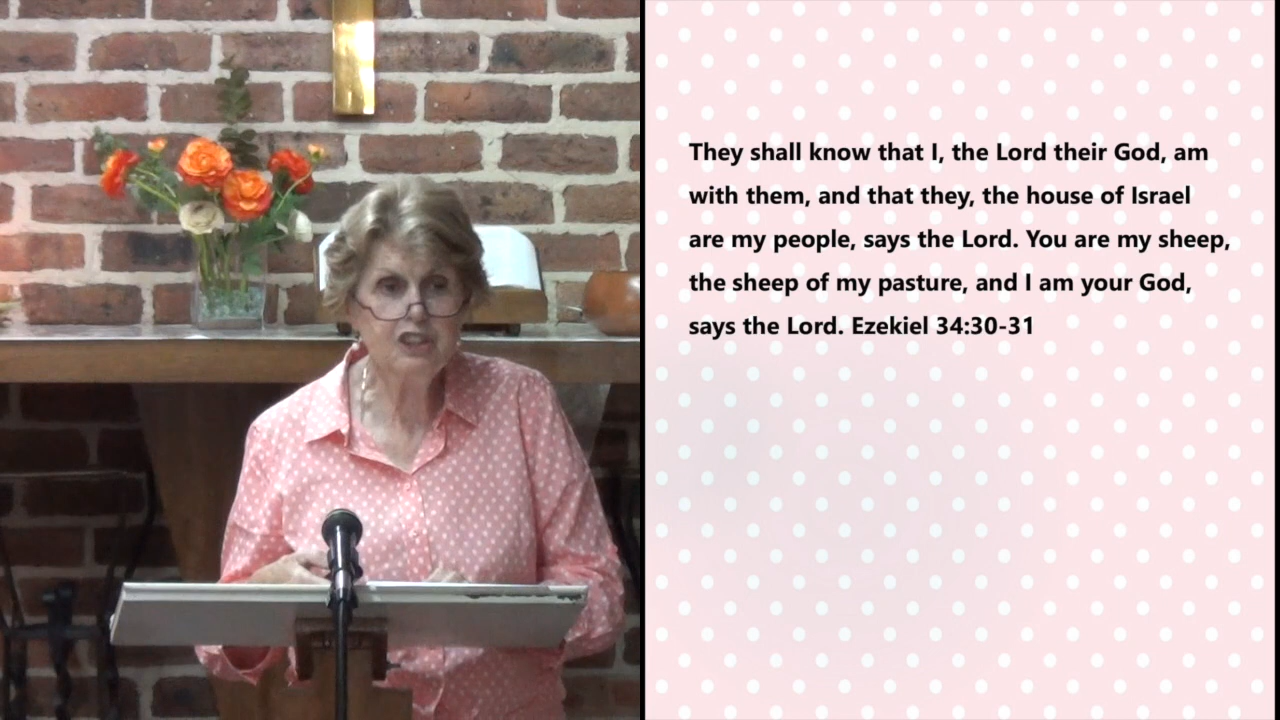 They shall know that I, the Lord their God, am
with them, and that they, the house of Israel
are my people, says the Lord. You are my sheep,
the sheep of my pasture, and I am your God,
says the Lord. Ezekiel 34:30-31